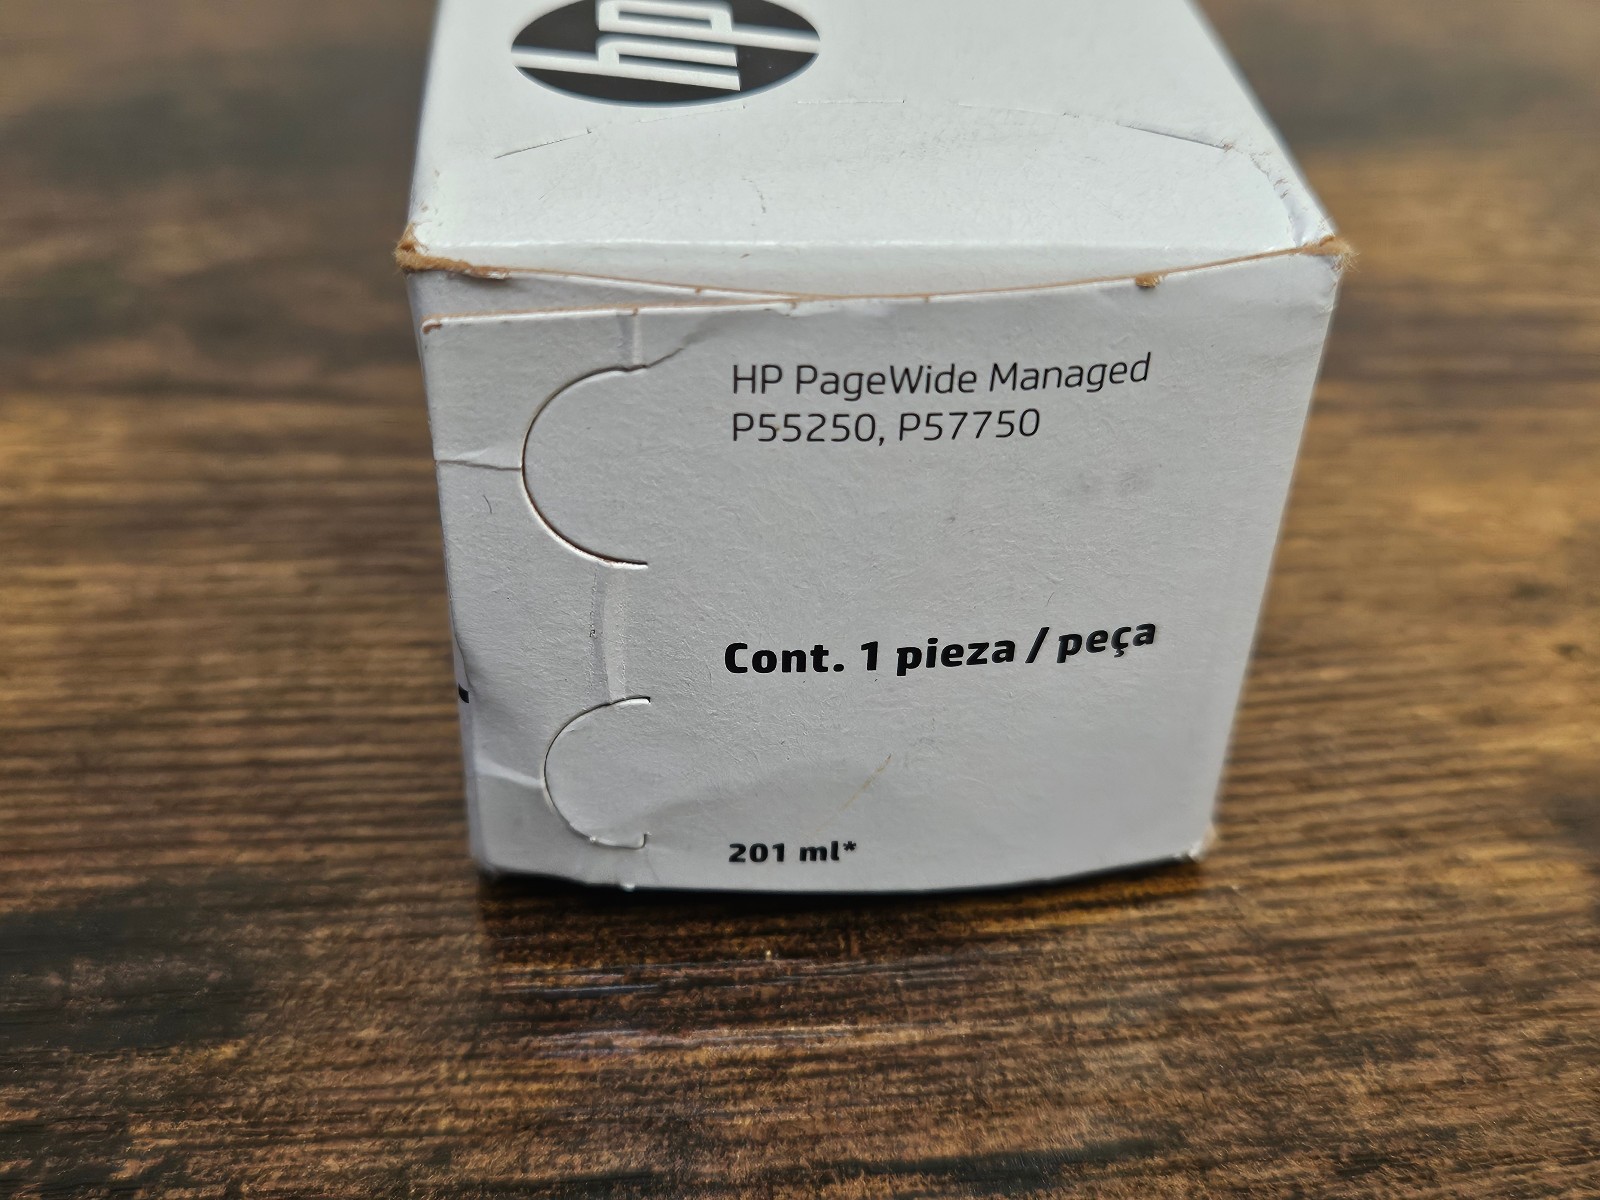 hp
HP PageWide Managed
P55250, P57750
Cont. 1 pieza / peça
201 ml*